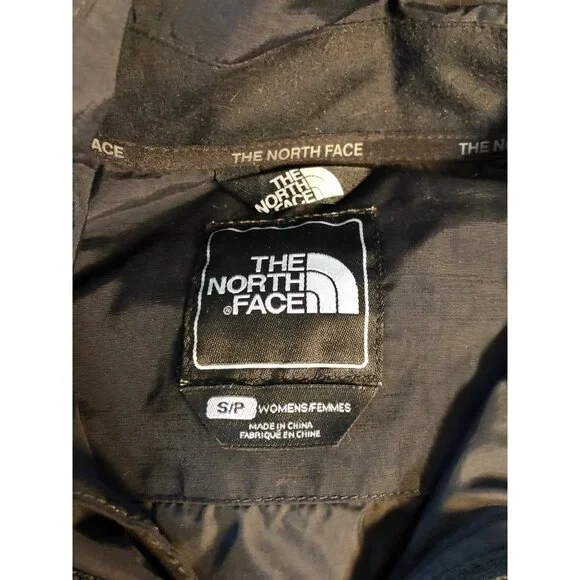 ACE
THE NORTH FACE
THE N
THE
NORTH
FACE
THE
NORTH
®FACE
S/P WOMENS/FEMMES
MADE IN CHINA
FABRIQUÉ EN CHINE